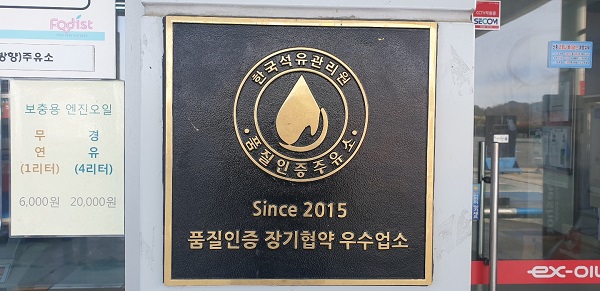 Foodist
방향)주유소
보충용 엔진오일
무 경
연 유
(1리터) (4리터)
6,000원 20,000원
한국석유관리원
· 품질인증주유소 ·
Since 2015
품질인증 장기협약 우수업소
SECOM
ex-OIL